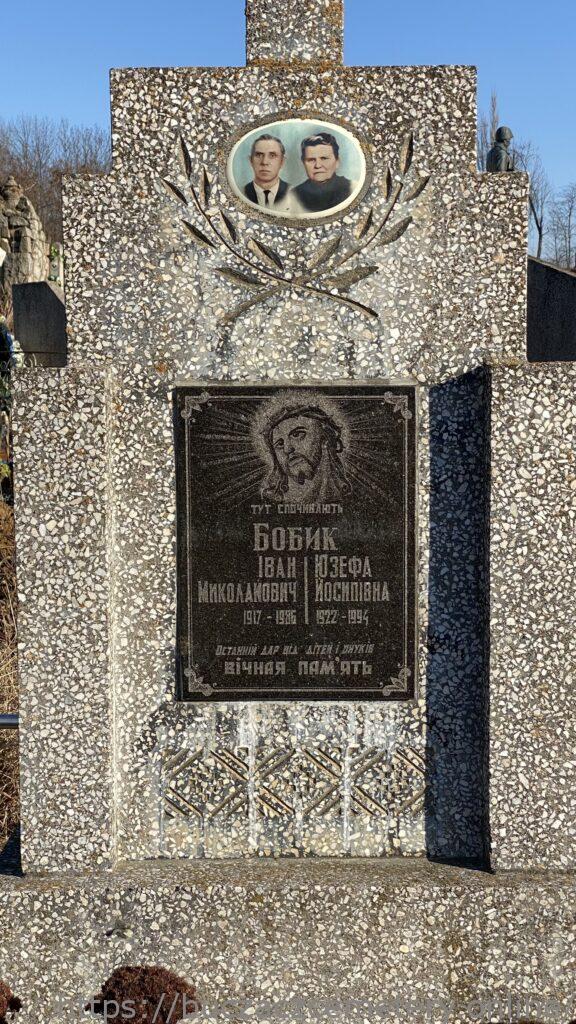 ТУТ СПОЧИВАЮТЬ
БОБИК
ІВАН ЮЗЕФА
МИКОЛАЙОВИЧ ЙОСИПІВНА
1917 - 1986 1922 - 1994
ОСТАННІЙ ДАР ВІД ДІТЕЙ І ВНУКІВ
ВІЧНАЯ ПАМ'ЯТЬ